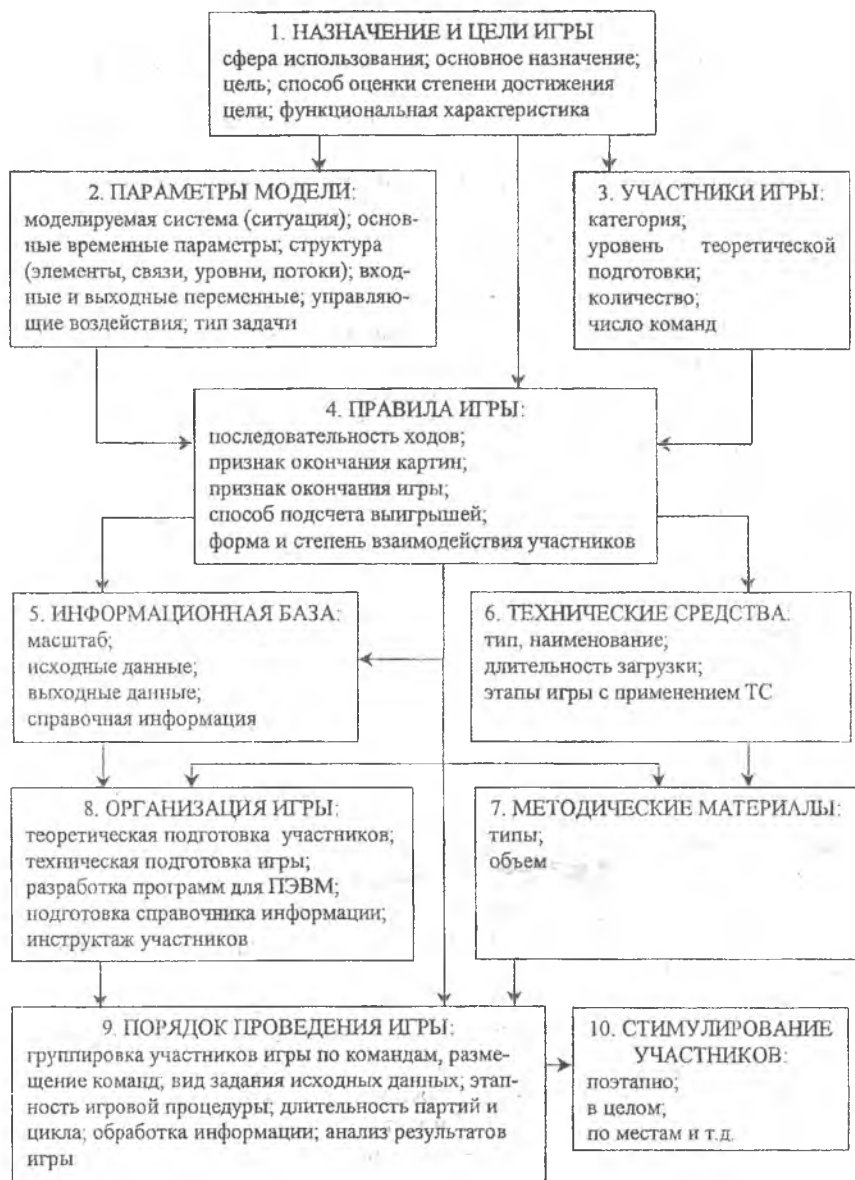 1. НАЗНАЧЕНИЕ И ЦЕЛИ ИГРЫ
сфера использования; основное назначение;
цель; способ оценки степени достижения
цели; функциональная характеристика
2. ПАРАМЕТРЫ МОДЕЛИ:
моделируемая система (ситуация); основ-
ные временные параметры; структура
(элементы, связи, уровни, потоки); вход-
ные и выходные переменные; управляю-
щие воздействия; тип задачи
3. УЧАСТНИКИ ИГРЫ:
категория;
уровень теоретической
подготовки;
количество;
число команд
4. ПРАВИЛА ИГРЫ:
последовательность ходов;
признак окончания картин;
признак окончания игры;
способ подсчета выигрышей;
форма и степень взаимодействия участников
5. ИНФОРМАЦИОННАЯ БАЗА:
масштаб;
исходные данные;
выходные данные;
справочная информация
6. ТЕХНИЧЕСКИЕ СРЕДСТВА:
тип, наименование;
длительность загрузки;
этапы игры с применением ТС
8. ОРГАНИЗАЦИЯ ИГРЫ:
теоретическая подготовка участников;
техническая подготовка игры;
разработка программ для ПЭВМ;
подготовка справочника информации;
инструктаж участников
7. МЕТОДИЧЕСКИЕ МАТЕРИАЛЫ:
типы;
объем
9. ПОРЯДОК ПРОВЕДЕНИЯ ИГРЫ:
группировка участников игры по командам, разме-
щение команд; вид задания исходных данных; этап-
ность игровой процедуры; длительность партий и
цикла; обработка информации; анализ результатов
игры
10. СТИМУЛИРОВАНИЕ
УЧАСТНИКОВ:
поэтапно;
в целом;
по местам и т.д.